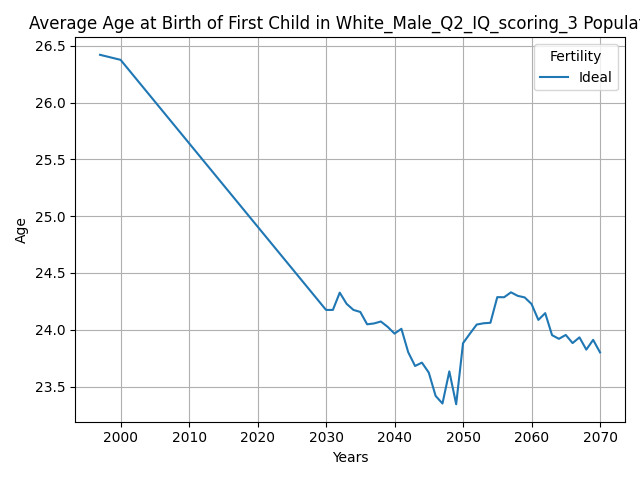 Average Age at Birth of First Child in White_Male_Q2_IQ_scoring_3 Popula
Fertility
Ideal
26.5
26.0
25.5
25.0
24.5
24.0
23.5
Age
2000 2010 2020 2030 2040 2050 2060 2070
Years